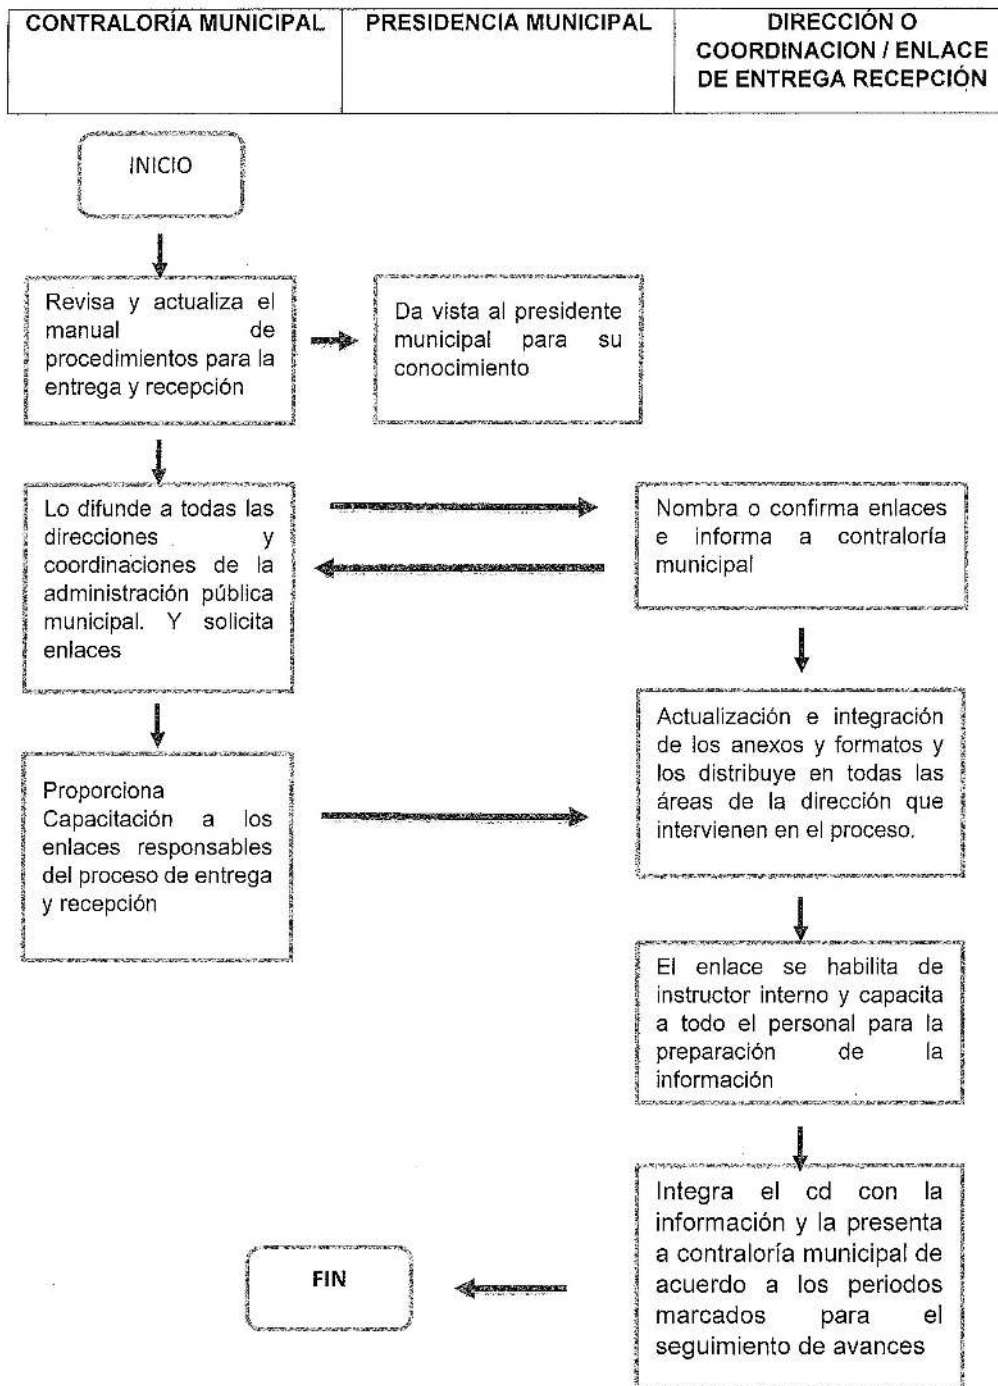 CONTRALORÍA MUNICIPAL
PRESIDENCIA MUNICIPAL
DIRECCIÓN O
COORDINACION / ENLACE
DE ENTREGA RECEPCIÓN
INICIO
Revisa y actualiza el
manual de
procedimientos para la
entrega y recepción
Da vista al presidente
municipal para su
conocimiento
Lo difunde a todas las
direcciones y
coordinaciones de la
administración pública
municipal. Y solicita
enlaces
Nombra o confirma enlaces
e informa a contraloría
municipal
Proporciona
Capacitación a los
enlaces responsables
del proceso de entrega
y recepción
Actualización e integración
de los anexos y formatos y
los distribuye en todas las
áreas de la dirección que
intervienen en el proceso.
El enlace se habilita de
instructor interno y capacita
a todo el personal para la
preparación de la
información
Integra el cd con la
información y la presenta
a contraloría municipal de
acuerdo a los periodos
marcados para el
seguimiento de avances
FIN